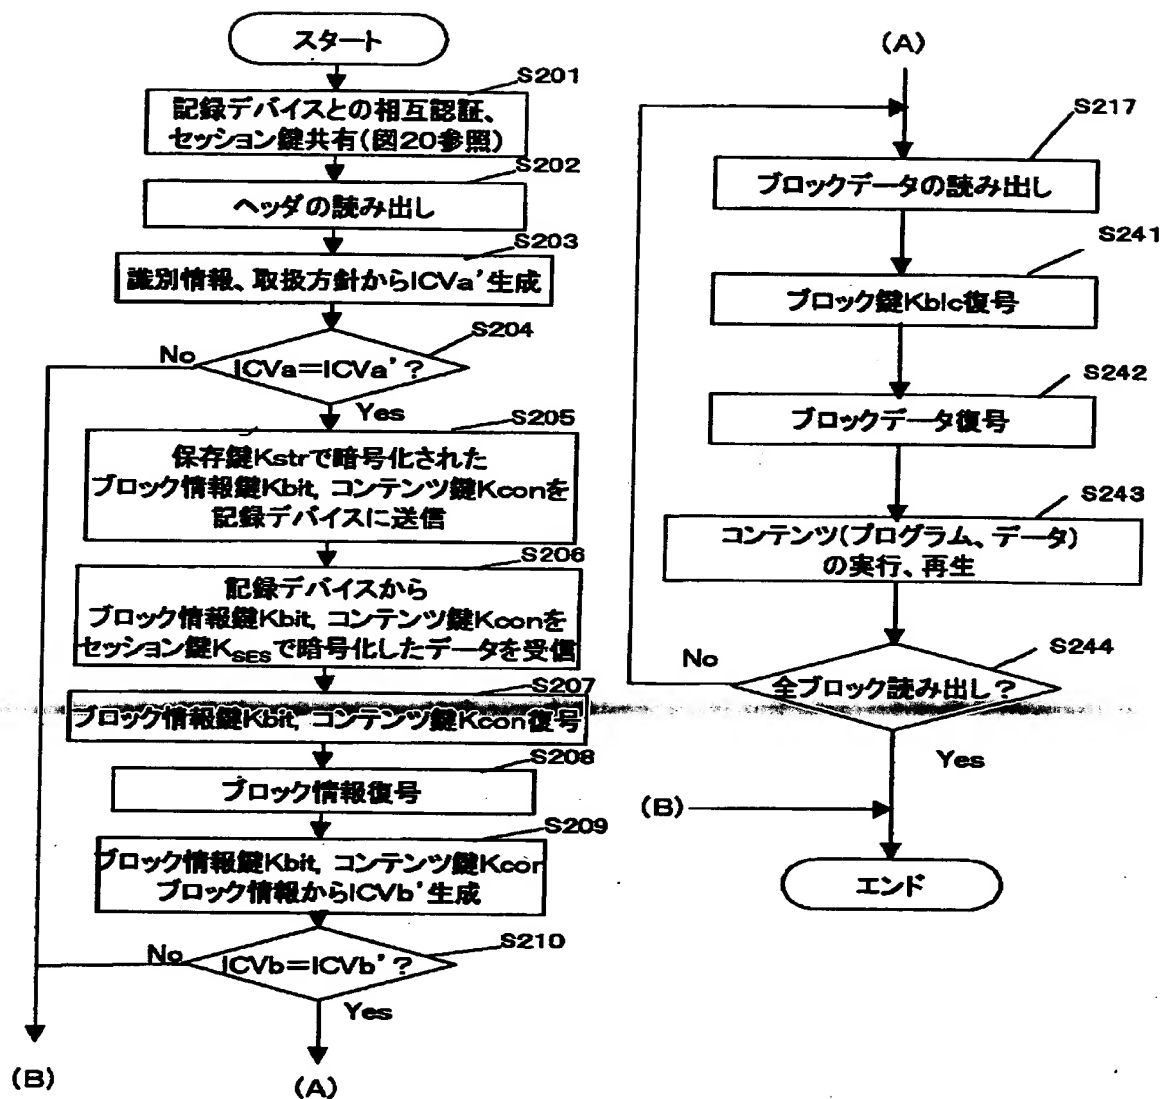 スタート
S201
記録デバイスとの相互認証、
セッション鍵共有(図20参照)
S202
ヘッダの読み出し
S203
識別情報、取扱方針からICVa'生成
S204
No
ICVa=ICVa'?
Yes
S205
保存鍵Kstrで暗号化された
ブロック情報鍵Kbit, コンテンツ鍵Kconを
記録デバイスに送信
S206
記録デバイスから
ブロック情報鍵Kbit, コンテンツ鍵Kconを
セッション鍵KSESで暗号化したデータを受信
S207
ブロック情報鍵Kbit, コンテンツ鍵Kcon復号
S208
ブロック情報復号
S209
ブロック情報鍵Kbit, コンテンツ鍵Kcon
ブロック情報からICVb'生成
S210
No
ICVb=ICVb'?
Yes
(B)
(A)
(A)
S217
ブロックデータの読み出し
S241
ブロック鍵Kblc復号
S242
ブロックデータ復号
S243
コンテンツ(プログラム、データ)
の実行、再生
S244
No
全ブロック読み出し?
Yes
(B)
エンド